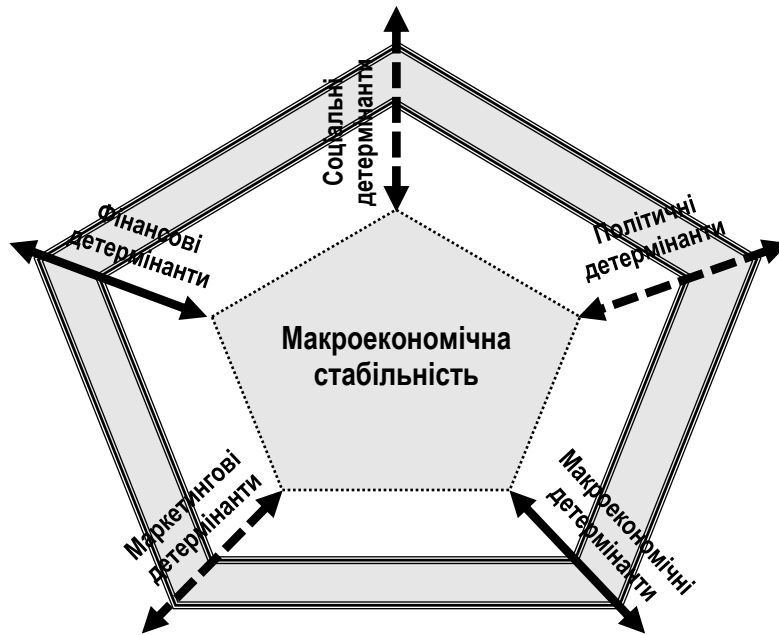 Соціальні
детермінанти
Фінансові
детермінанти
Політичні
детермінанти
Макроекономічна
стабільність
Маркетингові
детермінанти
Макроекономічні
детермінанти